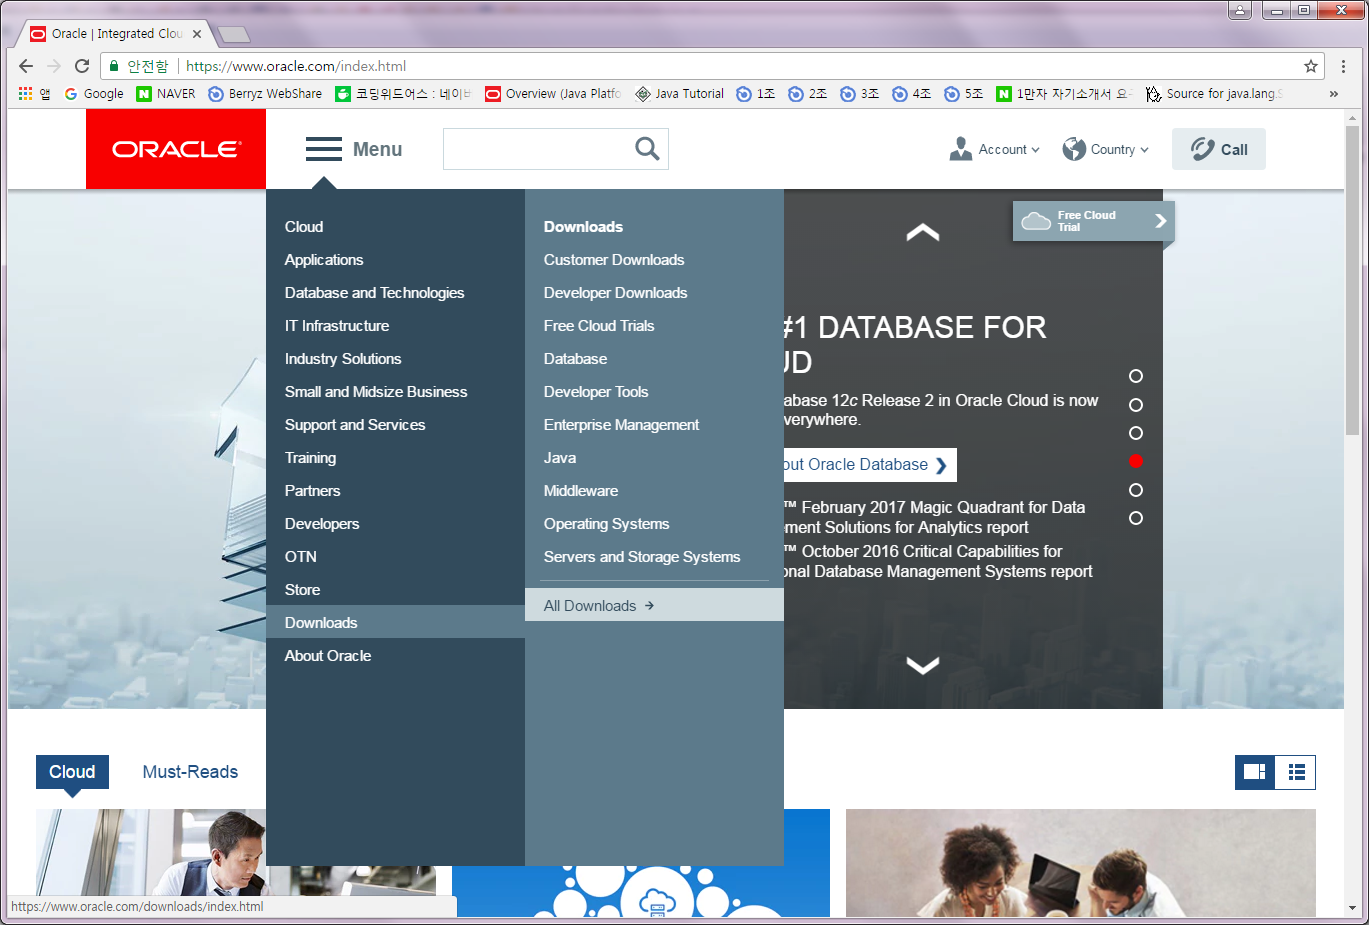 Oracle | Integrated Clou
안전함 https://www.oracle.com/index.html
앱 Google NAVER Berryz WebShare 코딩위드어스 : 네이버 Overview (Java Platfo Java Tutorial 1조 2조 3조 4조 5조 1만자 자기소개서 요 Source for java.lang.S »
ORACLE Menu Account Country Call
Cloud
Applications
Database and Technologies
IT Infrastructure
Industry Solutions
Small and Midsize Business
Support and Services
Training
Partners
Developers
OTN
Store
Downloads
About Oracle
Downloads
Customer Downloads
Developer Downloads
Free Cloud Trials
Database
Developer Tools
Enterprise Management
Java
Middleware
Operating Systems
Servers and Storage Systems
All Downloads
Free Cloud
Trial
#1 DATABASE FOR
UD
abase 12c Release 2 in Oracle Cloud is now
verywhere.
out Oracle Database
™ February 2017 Magic Quadrant for Data
ement Solutions for Analytics report
™ October 2016 Critical Capabilities for
onal Database Management Systems report
Cloud Must-Reads
https://www.oracle.com/downloads/index.html